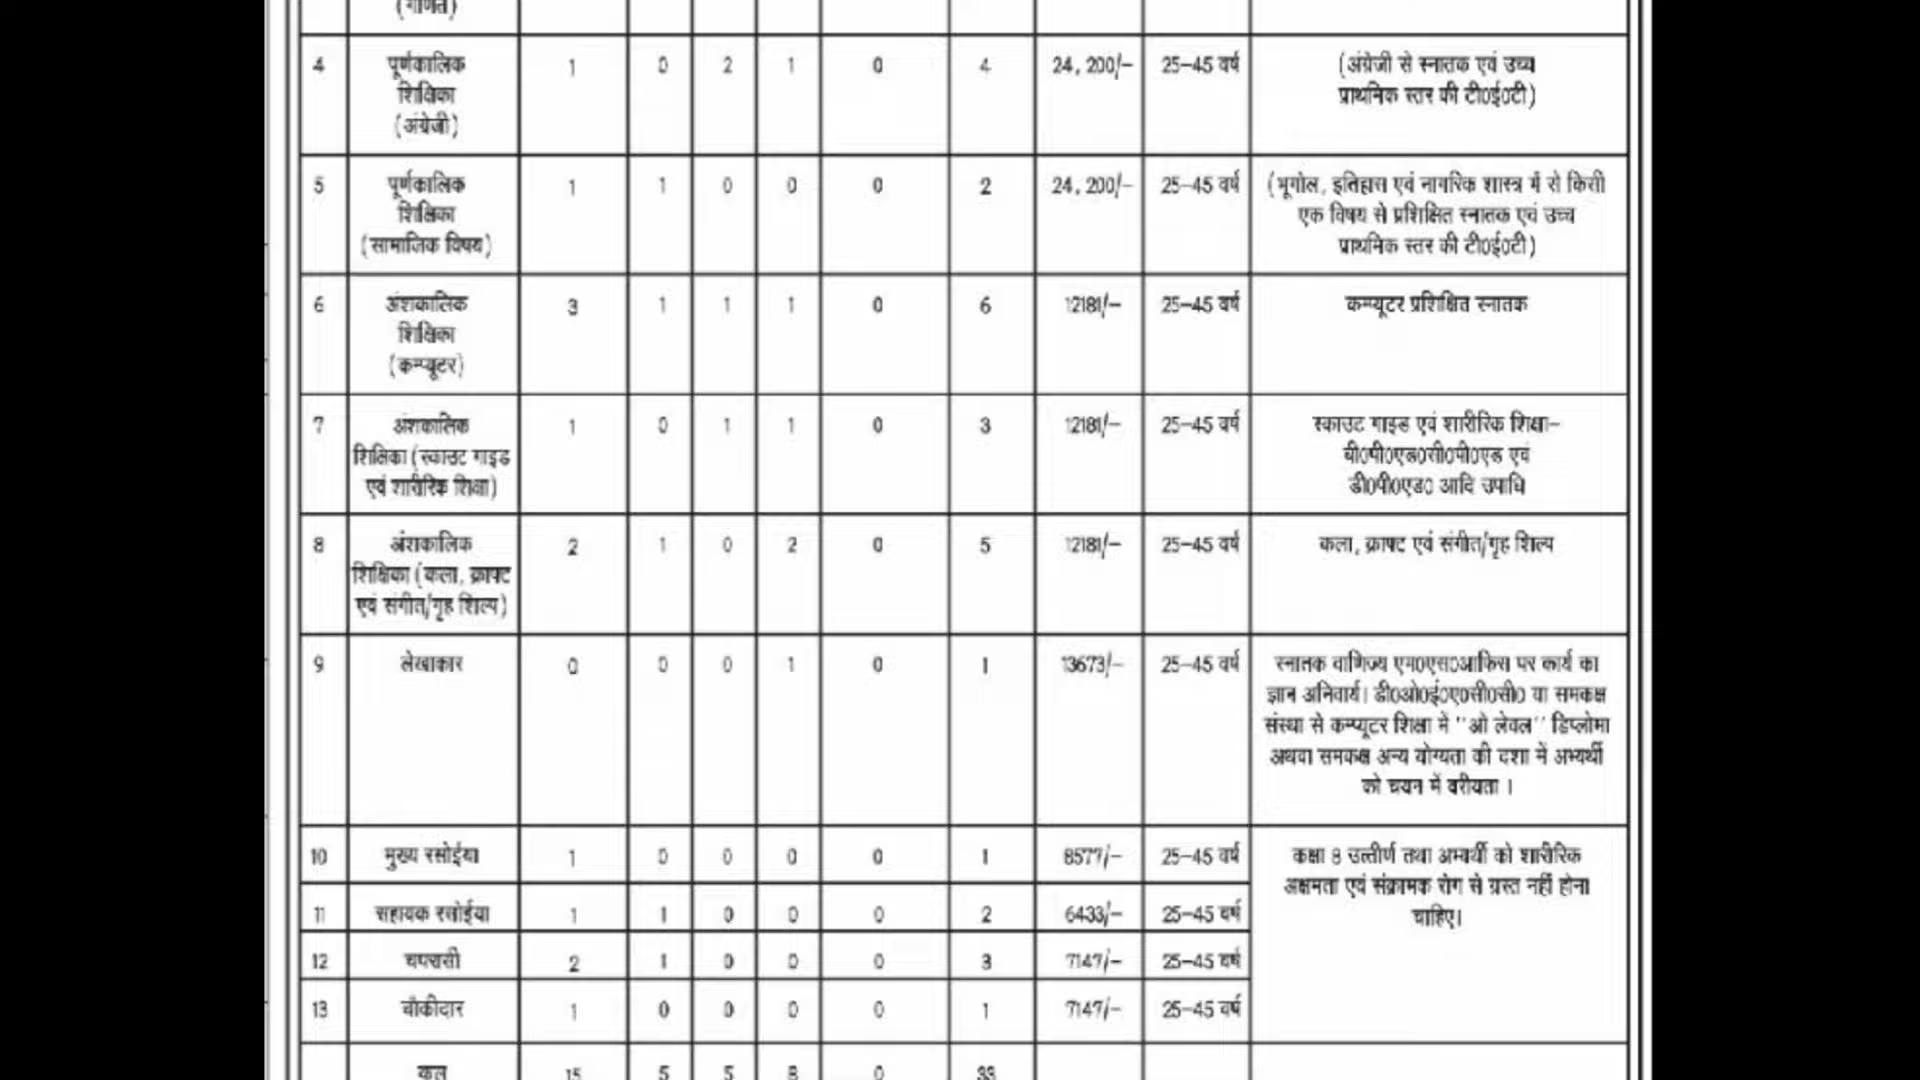 (गणित)
4 पूर्णकालिक 1 0 2 1 0 4 24, 200/- 25-45 वर्ष (अंग्रेजी से स्नातक एवं उच्च
शिक्षिका प्राथमिक स्तर की टी0ई0टी)
(अंग्रेजी)
5 पूर्णकालिक 1 1 0 0 0 2 24, 200/- 25-45 वर्ष (भूगोल, इतिहास एवं नागरिक शास्त्र में से किसी
शिक्षिका एक विषय से प्रशिक्षित स्नातक एवं उच्च
(सामाजिक विषय) प्राथमिक स्तर की टी0ई0टी)
6 अंशकालिक 3 1 1 1 0 6 12181/- 25-45 वर्ष कम्प्यूटर प्रशिक्षित स्नातक
शिक्षिका
(कम्प्यूटर)
7 अंशकालिक 1 0 1 1 0 3 12181/- 25-45 वर्ष स्काउट गाइड एवं शारीरिक शिक्षा-
शिक्षिका (स्काउट गाइड बी0पी0एड0सी0पी0एड एवं
एवं शारीरिक शिक्षा) डी0पी0एड0 आदि उपाधि
8 अंशकालिक 2 1 0 2 0 5 12181/- 25-45 वर्ष कला, क्राफ्ट एवं संगीत/गृह शिल्प
शिक्षिका (कला, क्राफ्ट
एवं संगीत/गृह शिल्प)
9 लेखाकार 0 0 0 1 0 1 13673/- 25-45 वर्ष स्नातक वाणिज्य एम0एस0आफिस पर कार्य का
ज्ञान अनिवार्य। डी0ओ0ई0ए0सी0सी0 या समकक्ष
संस्था से कम्प्यूटर शिक्षा में ''ओ लेवल'' डिप्लोमा
अथवा समकक्ष अन्य योग्यता की दशा में अभ्यर्थी
को चयन में वरीयता ।
10 मुख्य रसोईया 1 0 0 0 0 1 8577/- 25-45 वर्ष कक्षा 8 उत्तीर्ण तथा अभ्यर्थी को शारीरिक
अक्षमता एवं संक्रामक रोग से ग्रस्त नहीं होना
11 सहायक रसोईया 1 1 0 0 0 2 6433/- 25-45 वर्ष चाहिए।
12 चपरासी 2 1 0 0 0 3 7147/- 25-45 वर्ष
13 चौकीदार 1 0 0 0 0 1 7147/- 25-45 वर्ष
कुल 15 5 5 8 0 33